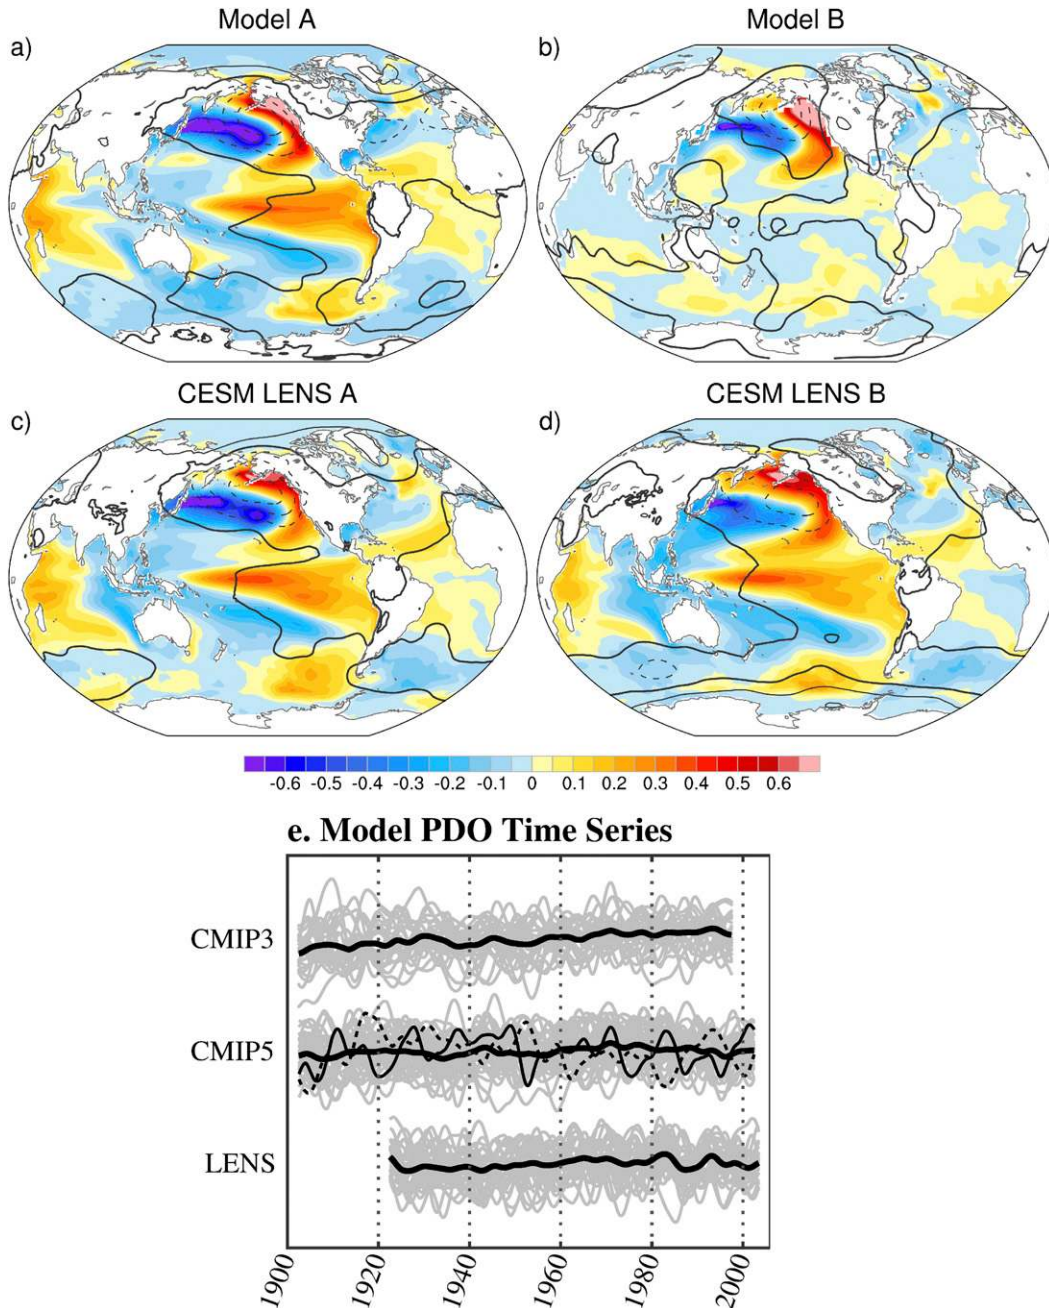 Model A
Model B
a)
b)
CESM LENS A
CESM LENS B
c)
d)
-0.6 -0.5 -0.4 -0.3 -0.2 -0.1 0 0.1 0.2 0.3 0.4 0.5 0.6
e. Model PDO Time Series
CMIP3
CMIP5
LENS
1900 1920 1940 1960 1980 2000